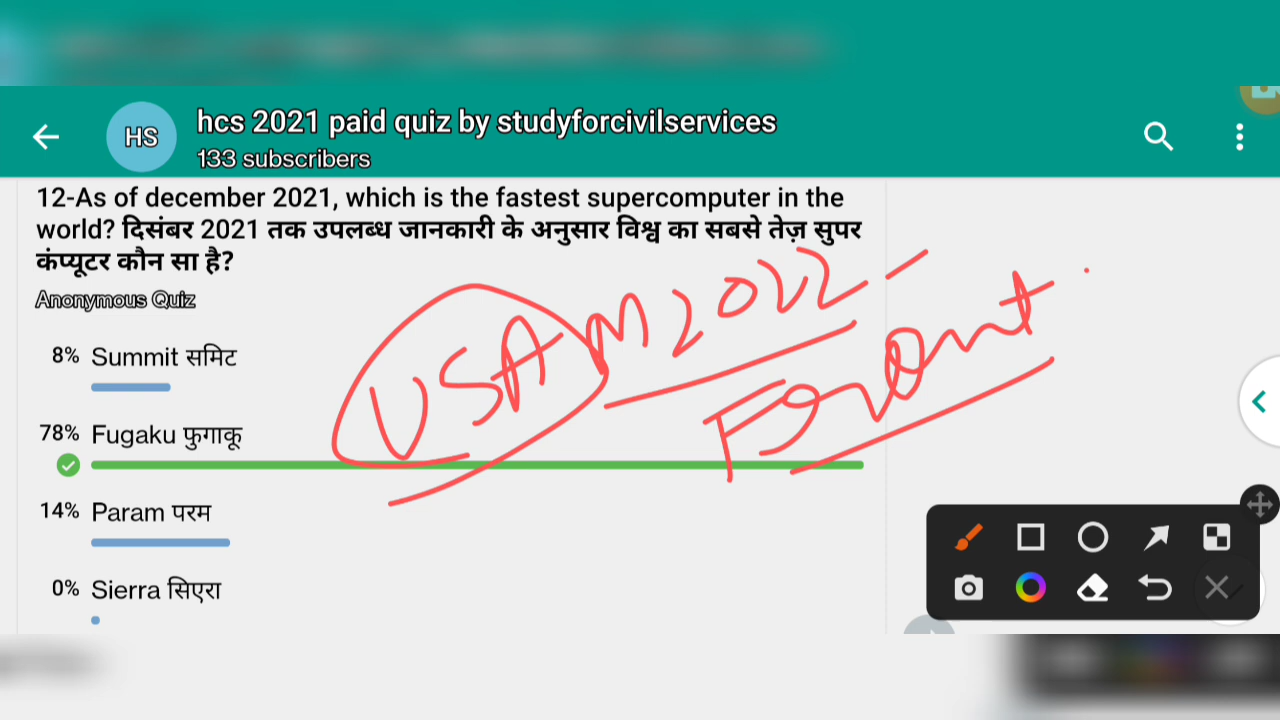 HS
hcs 2021 paid quiz by studyforcivilservices
133 subscribers
12-As of december 2021, which is the fastest supercomputer in the
world? दिसंबर 2021 तक उपलब्ध जानकारी के अनुसार विश्व का सबसे तेज़ सुपर
कंप्यूटर कौन सा है?
Anonymous Quiz
8% Summit समिट
78% Fugaku फुगाकू
14% Param परम
0% Sierra सिएरा
USA
2022